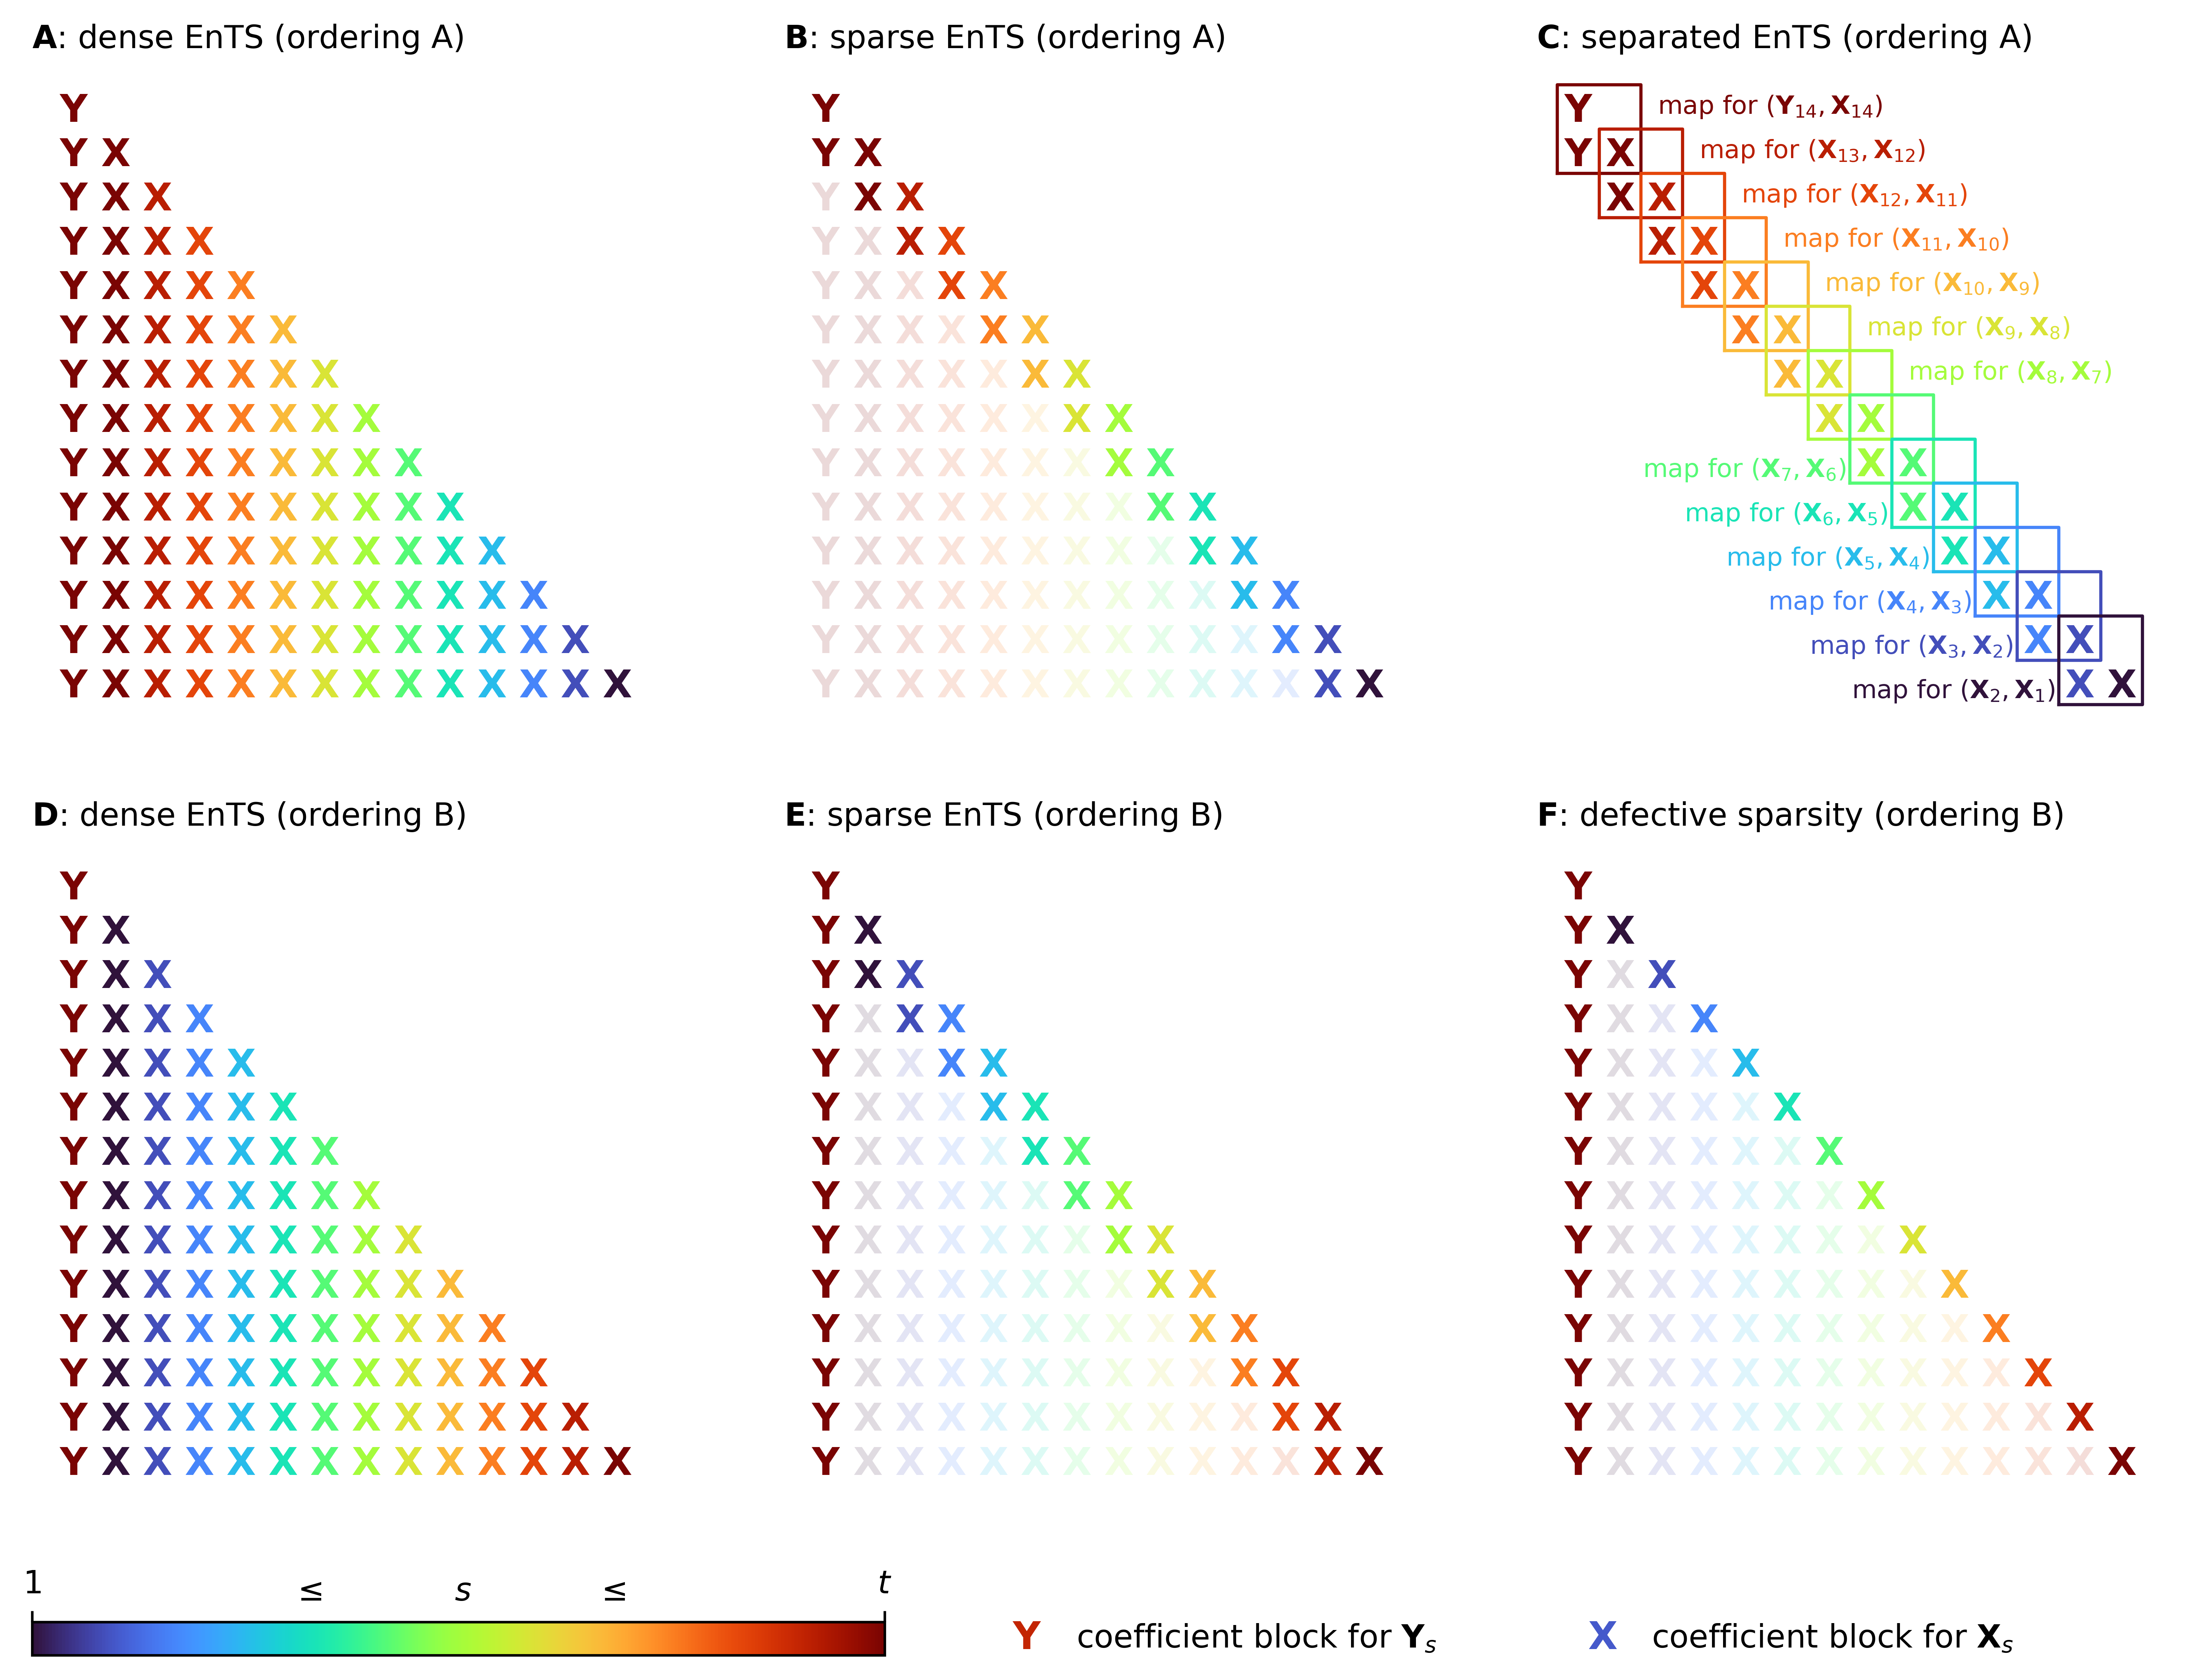 A: dense EnTS (ordering A)
Y
Y X
Y X X
Y X X X
Y X X X X
Y X X X X X
Y X X X X X X
Y X X X X X X X
Y X X X X X X X X
Y X X X X X X X X X
Y X X X X X X X X X X
Y X X X X X X X X X X X
Y X X X X X X X X X X X X
Y X X X X X X X X X X X X X
B: sparse EnTS (ordering A)
Y
Y X
Y X X
Y X X X
Y X X X X
Y X X X X X
Y X X X X X X
Y X X X X X X X
Y X X X X X X X X
Y X X X X X X X X X
Y X X X X X X X X X X
Y X X X X X X X X X X X
Y X X X X X X X X X X X X
Y X X X X X X X X X X X X X
C: separated EnTS (ordering A)
Y map for (Y₁₄, X₁₄)
Y X map for (X₁₃, X₁₂)
X X map for (X₁₂, X₁₁)
X X map for (X₁₁, X₁₀)
X X map for (X₁₀, X₉)
X X map for (X₉, X₈)
X X map for (X₈, X₇)
X X
map for (X₇, X₆) X X
map for (X₆, X₅) X X
map for (X₅, X₄) X X
map for (X₄, X₃) X X
map for (X₃, X₂) X X
map for (X₂, X₁) X X
D: dense EnTS (ordering B)
Y
Y X
Y X X
Y X X X
Y X X X X
Y X X X X X
Y X X X X X X
Y X X X X X X X
Y X X X X X X X X
Y X X X X X X X X X
Y X X X X X X X X X X
Y X X X X X X X X X X X
Y X X X X X X X X X X X X
Y X X X X X X X X X X X X X
E: sparse EnTS (ordering B)
Y
Y X
Y X X
Y X X X
Y X X X X
Y X X X X X
Y X X X X X X
Y X X X X X X X
Y X X X X X X X X
Y X X X X X X X X X
Y X X X X X X X X X X
Y X X X X X X X X X X X
Y X X X X X X X X X X X X
Y X X X X X X X X X X X X X
F: defective sparsity (ordering B)
Y
Y X
Y X X
Y X X X
Y X X X X
Y X X X X X
Y X X X X X X
Y X X X X X X X
Y X X X X X X X X
Y X X X X X X X X X
Y X X X X X X X X X X
Y X X X X X X X X X X X
Y X X X X X X X X X X X X
Y X X X X X X X X X X X X X
1 ≤ s ≤ t
Y coefficient block for Yₛ
X coefficient block for Xₛ